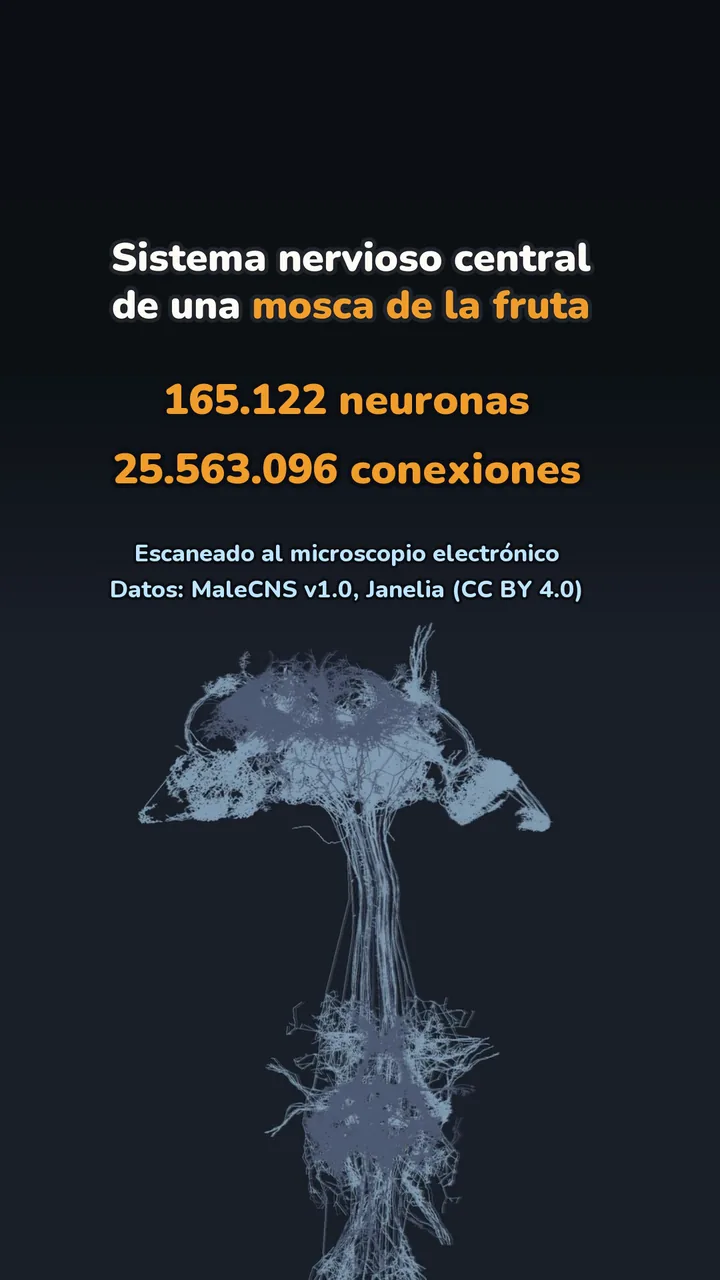 Sistema nervioso central
de una mosca de la fruta
165.122 neuronas
25.563.096 conexiones
Escaneado al microscopio electrónico
Datos: MaleCNS v1.0, Janelia (CC BY 4.0)